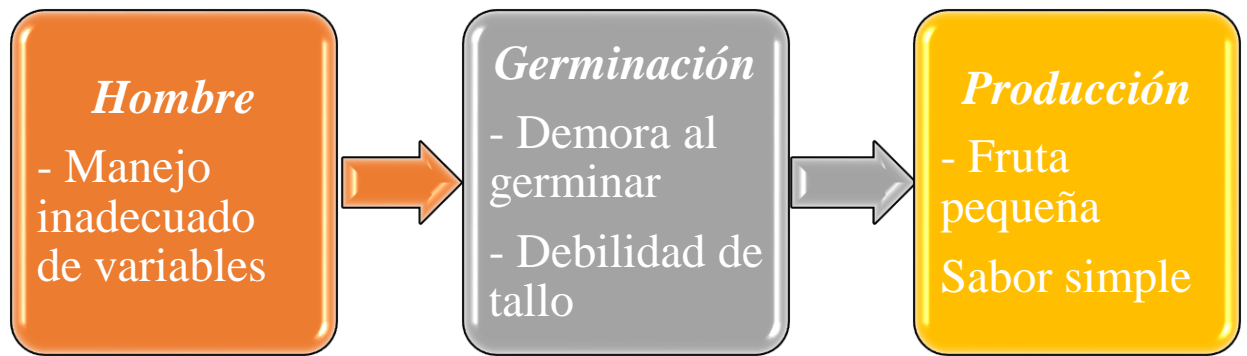 Hombre
- Manejo
inadecuado
de variables
Germinación
- Demora al
germinar
- Debilidad de
tallo
Producción
- Fruta
pequeña
Sabor simple